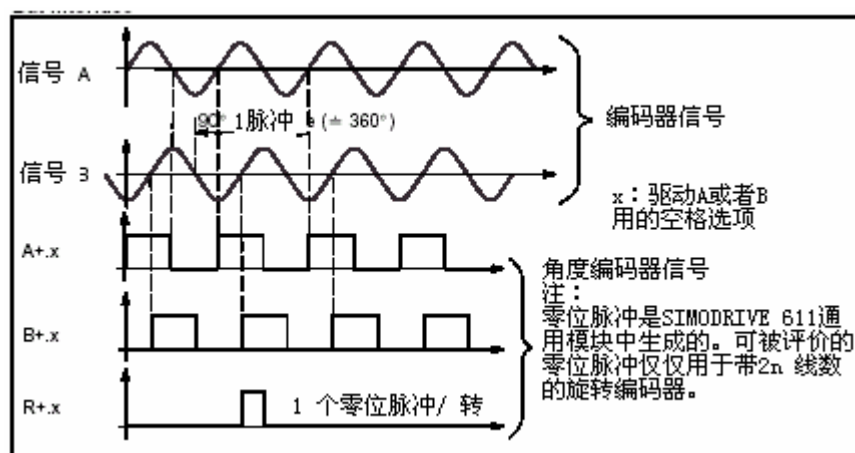 信号 A
90° 1脉冲 e (≐ 360°)
编码器信号
信号 B
x：驱动A或者B
用的空格选项
A+.x
角度编码器信号
注：
零位脉冲是SIMODRIVE 611通
用模块中生成的。可被评价的
零位脉冲仅仅用于带2n 线数
的旋转编码器。
B+.x
R+.x
1 个零位脉冲/ 转